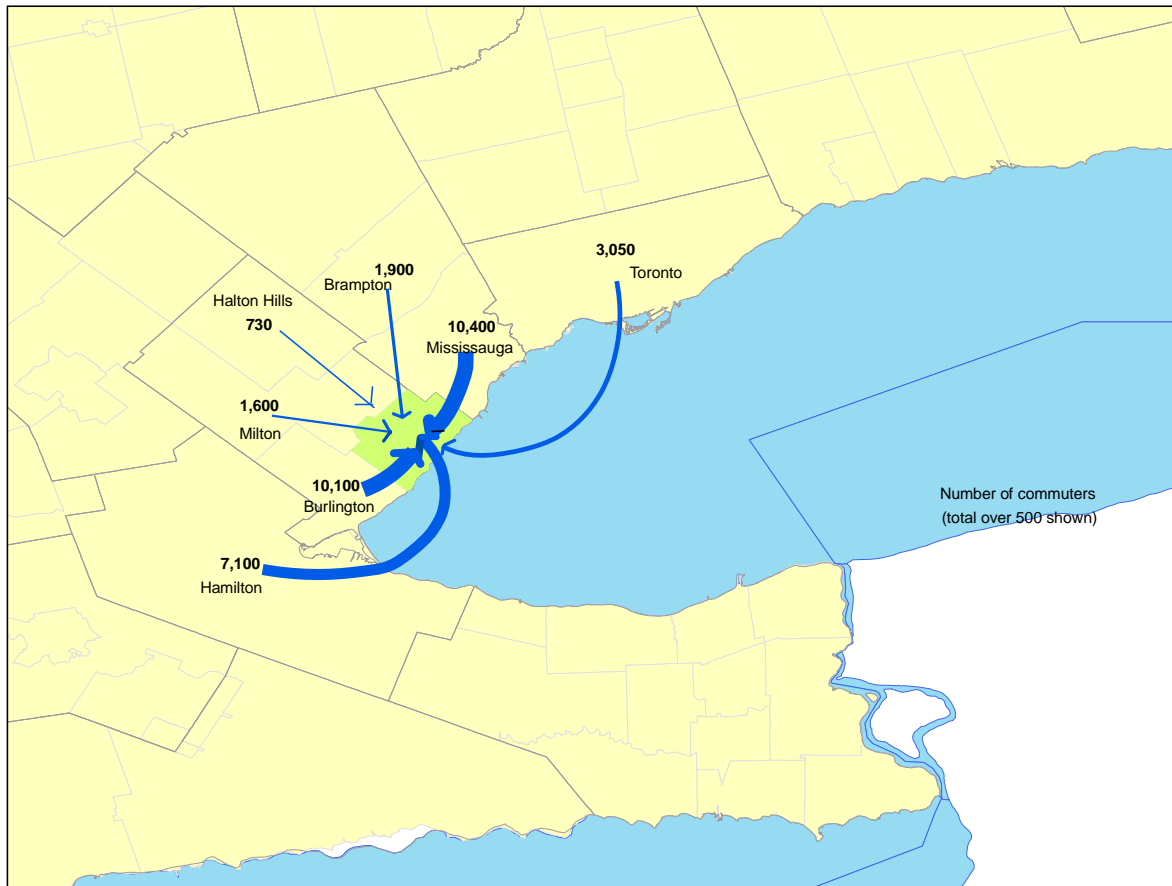 3,050
Toronto
1,900
Brampton
Halton Hills
730
10,400
Mississauga
1,600
Milton
10,100
Burlington
7,100
Hamilton
Number of commuters
(total over 500 shown)